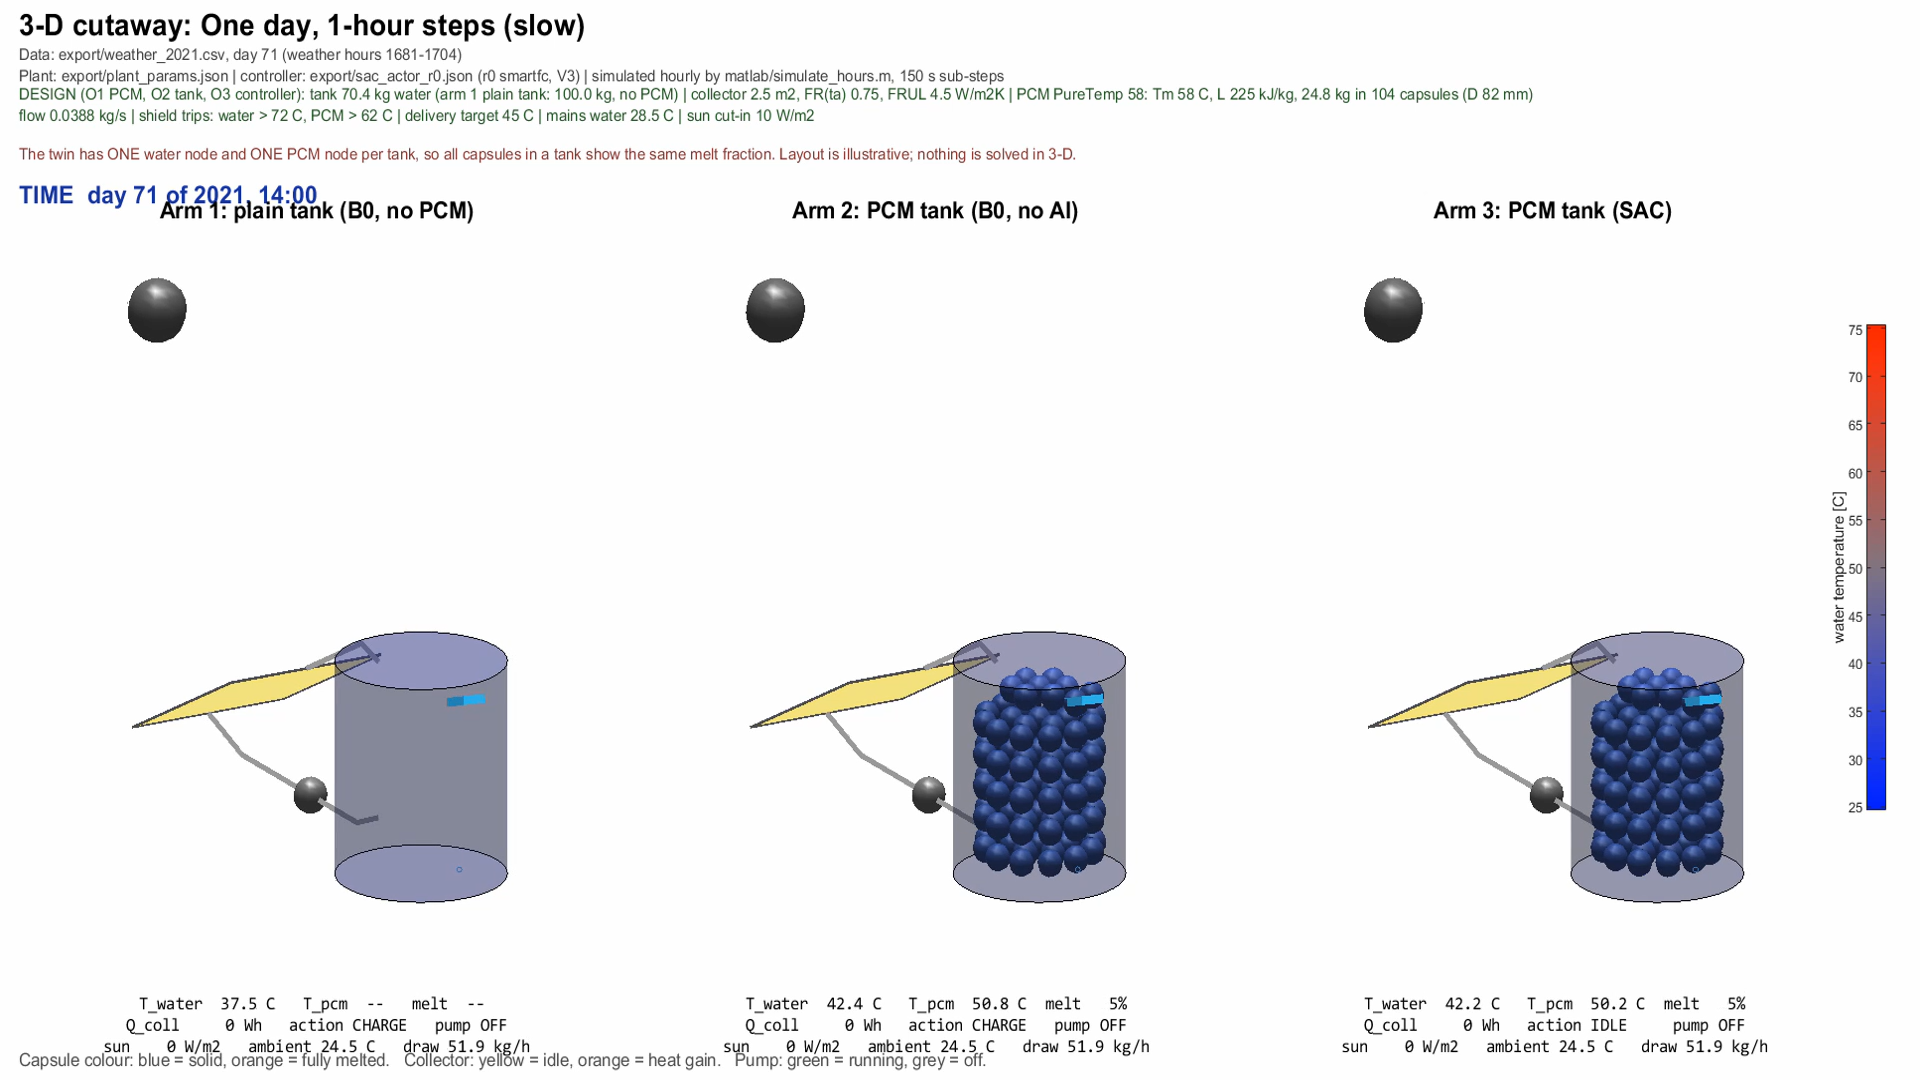 3-D cutaway: One day, 1-hour steps (slow)
Data: export/weather_2021.csv, day 71 (weather hours 1681-1704)
Plant: export/plant_params.json | controller: export/sac_actor_r0.json (r0 smartfc, V3) | simulated hourly by matlab/simulate_hours.m, 150 s sub-steps
DESIGN (O1 PCM, O2 tank, O3 controller): tank 70.4 kg water (arm 1 plain tank: 100.0 kg, no PCM) | collector 2.5 m2, FR(ta) 0.75, FRUL 4.5 W/m2K | PCM PureTemp 58: Tm 58 C, L 225 kJ/kg, 24.8 kg in 104 capsules (D 82 mm)
flow 0.0388 kg/s | shield trips: water > 72 C, PCM > 62 C | delivery target 45 C | mains water 28.5 C | sun cut-in 10 W/m2
The twin has ONE water node and ONE PCM node per tank, so all capsules in a tank show the same melt fraction. Layout is illustrative; nothing is solved in 3-D.
TIME  day 71 of 2021, 14:00
Arm 1: plain tank (B0, no PCM)
Arm 2: PCM tank (B0, no AI)
Arm 3: PCM tank (SAC)
75
70
65
60
55
50
45
40
35
30
25
water temperature [C]
T_water  37.5 C   T_pcm  --   melt  --
Q_coll     0 Wh   action CHARGE   pump OFF
sun    0 W/m2   ambient 24.5 C   draw 51.9 kg/h
T_water  42.4 C   T_pcm  50.8 C  melt   5%
Q_coll     0 Wh   action CHARGE   pump OFF
sun    0 W/m2   ambient 24.5 C   draw 51.9 kg/h
T_water  42.2 C   T_pcm  50.2 C  melt   5%
Q_coll     0 Wh   action IDLE     pump OFF
sun    0 W/m2   ambient 24.5 C   draw 51.9 kg/h
Capsule colour: blue = solid, orange = fully melted.   Collector: yellow = idle, orange = heat gain.   Pump: green = running, grey = off.